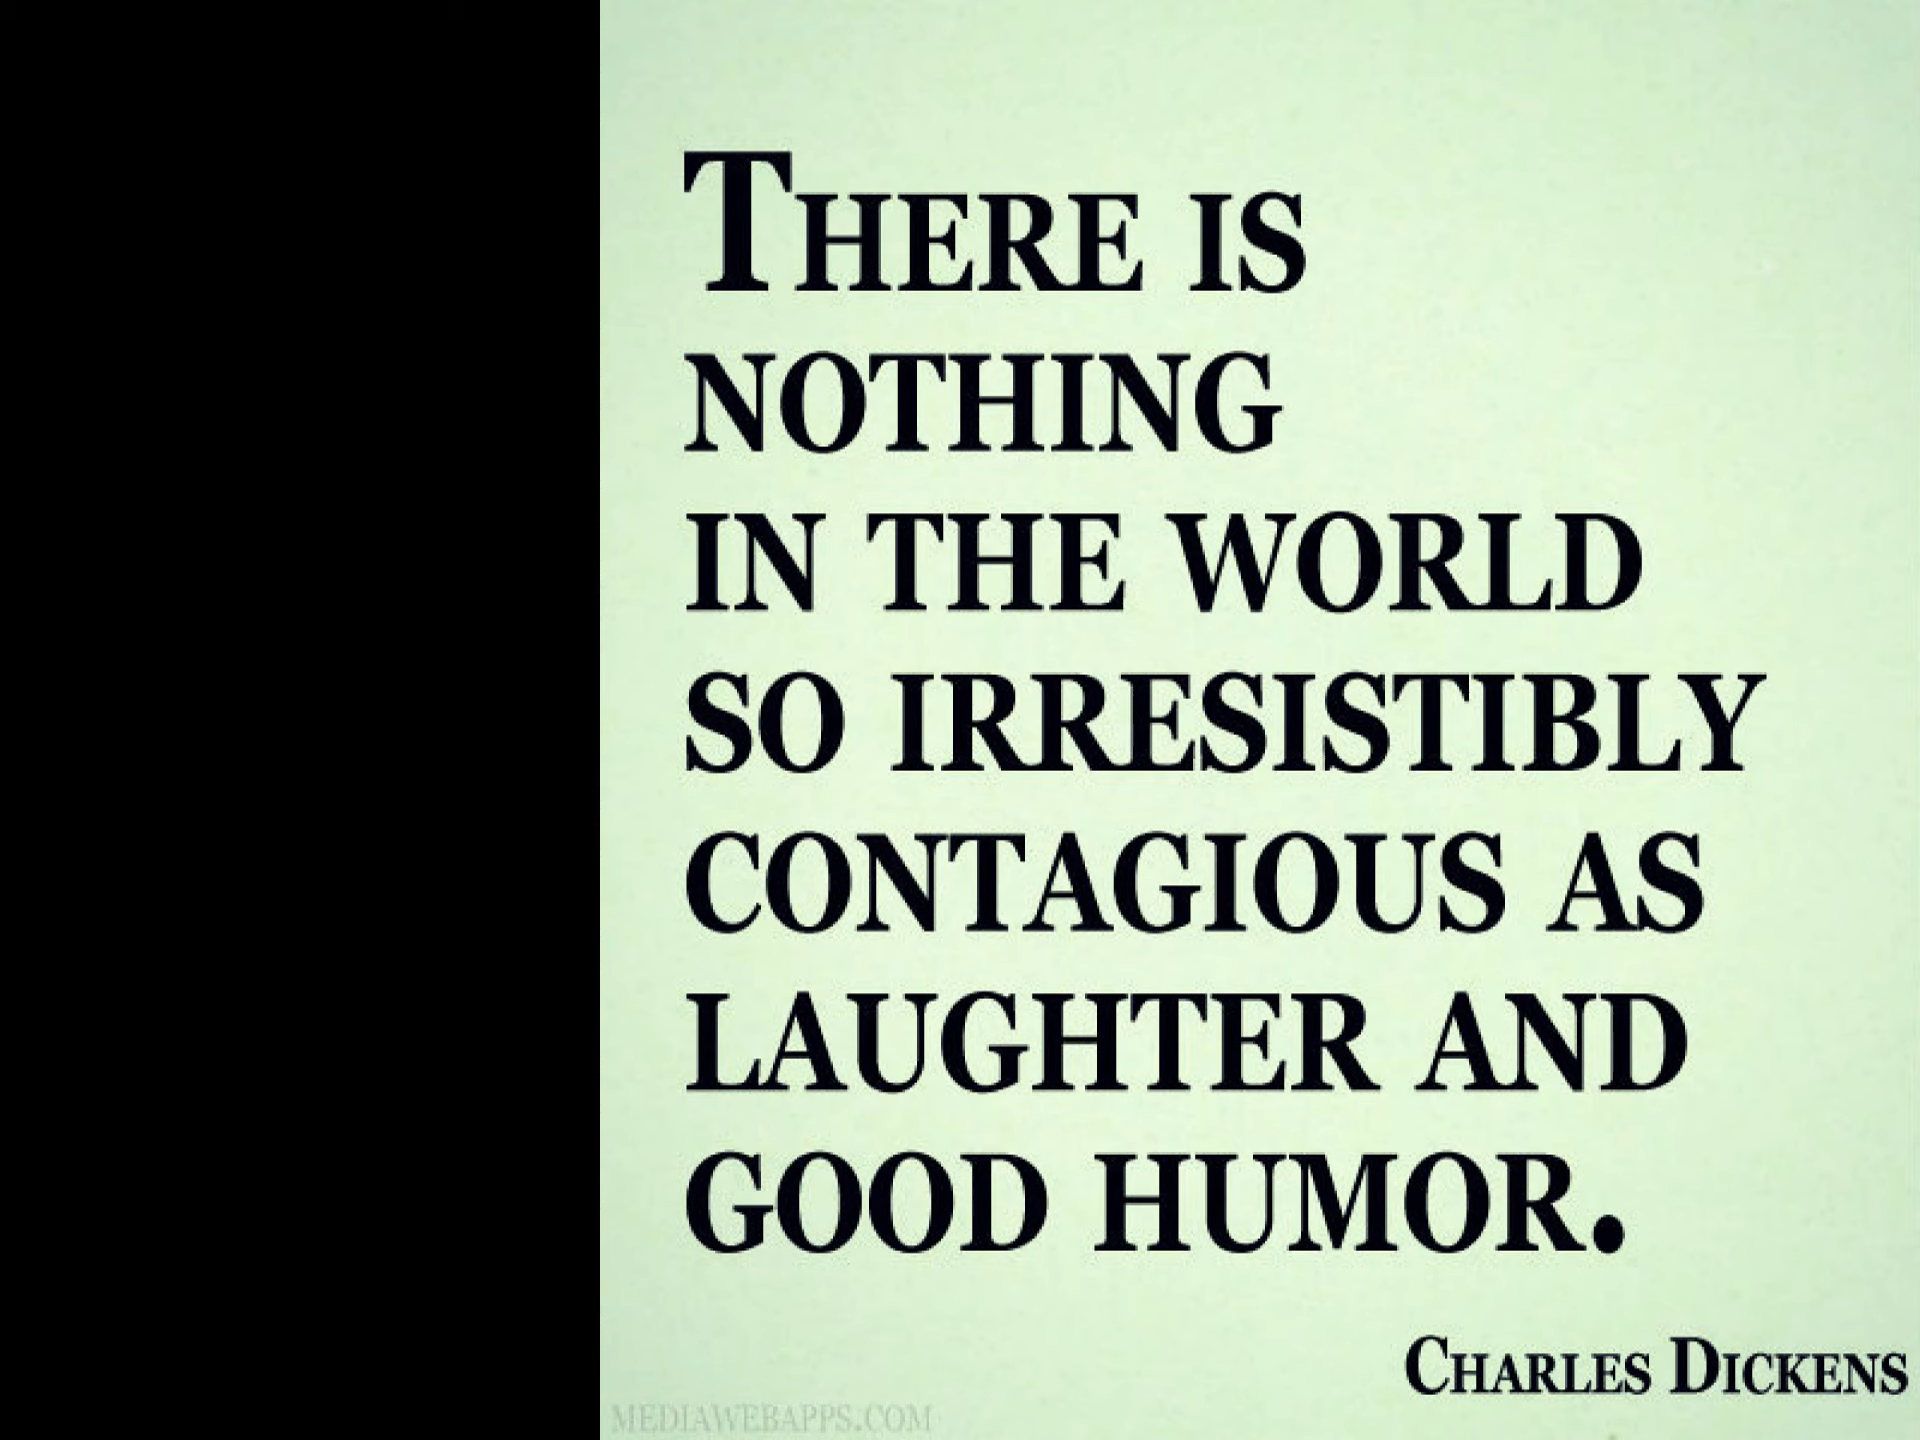 THERE IS
NOTHING
IN THE WORLD
SO IRRESISTIBLY
CONTAGIOUS AS
LAUGHTER AND
GOOD HUMOR.
CHARLES DICKENS
MEDIAWEBAPPS.COM